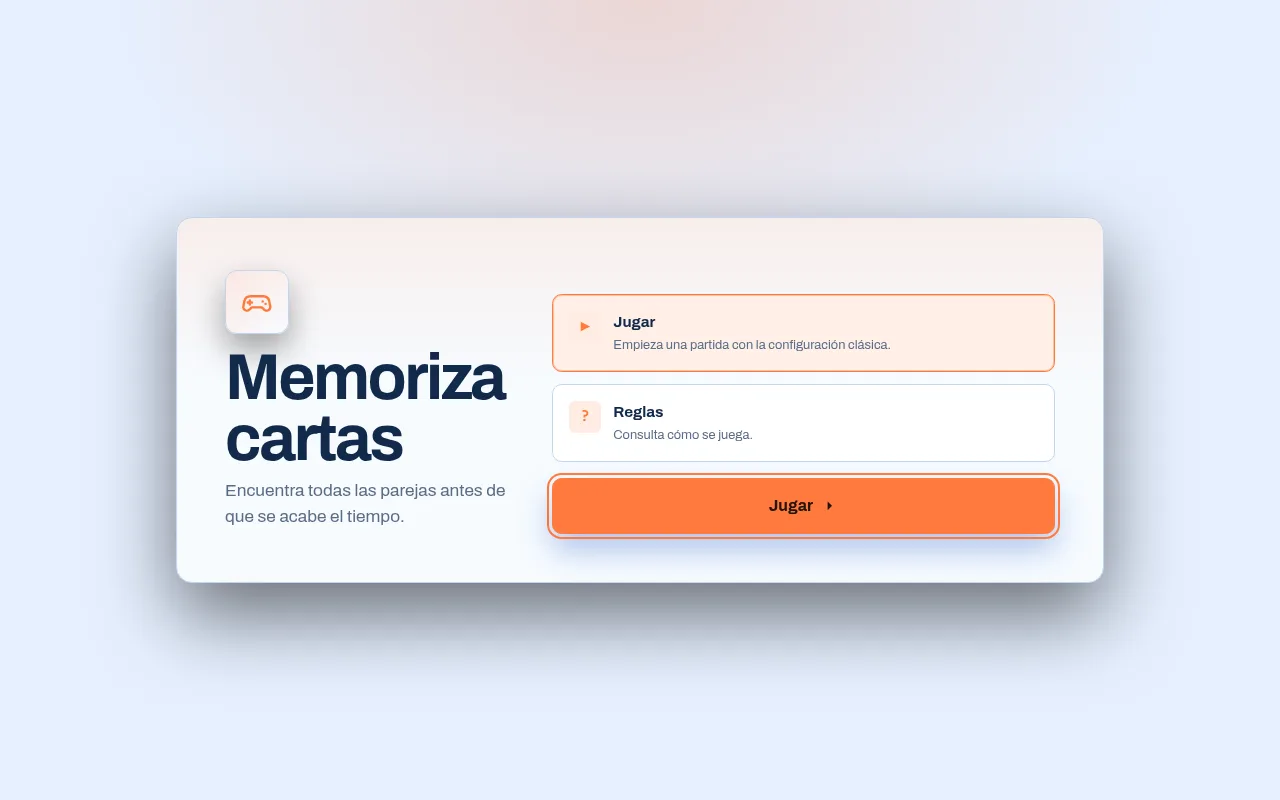 Memoriza
cartas
Encuentra todas las parejas antes de
que se acabe el tiempo.
Jugar
Empieza una partida con la configuración clásica.
?
Reglas
Consulta cómo se juega.
Jugar